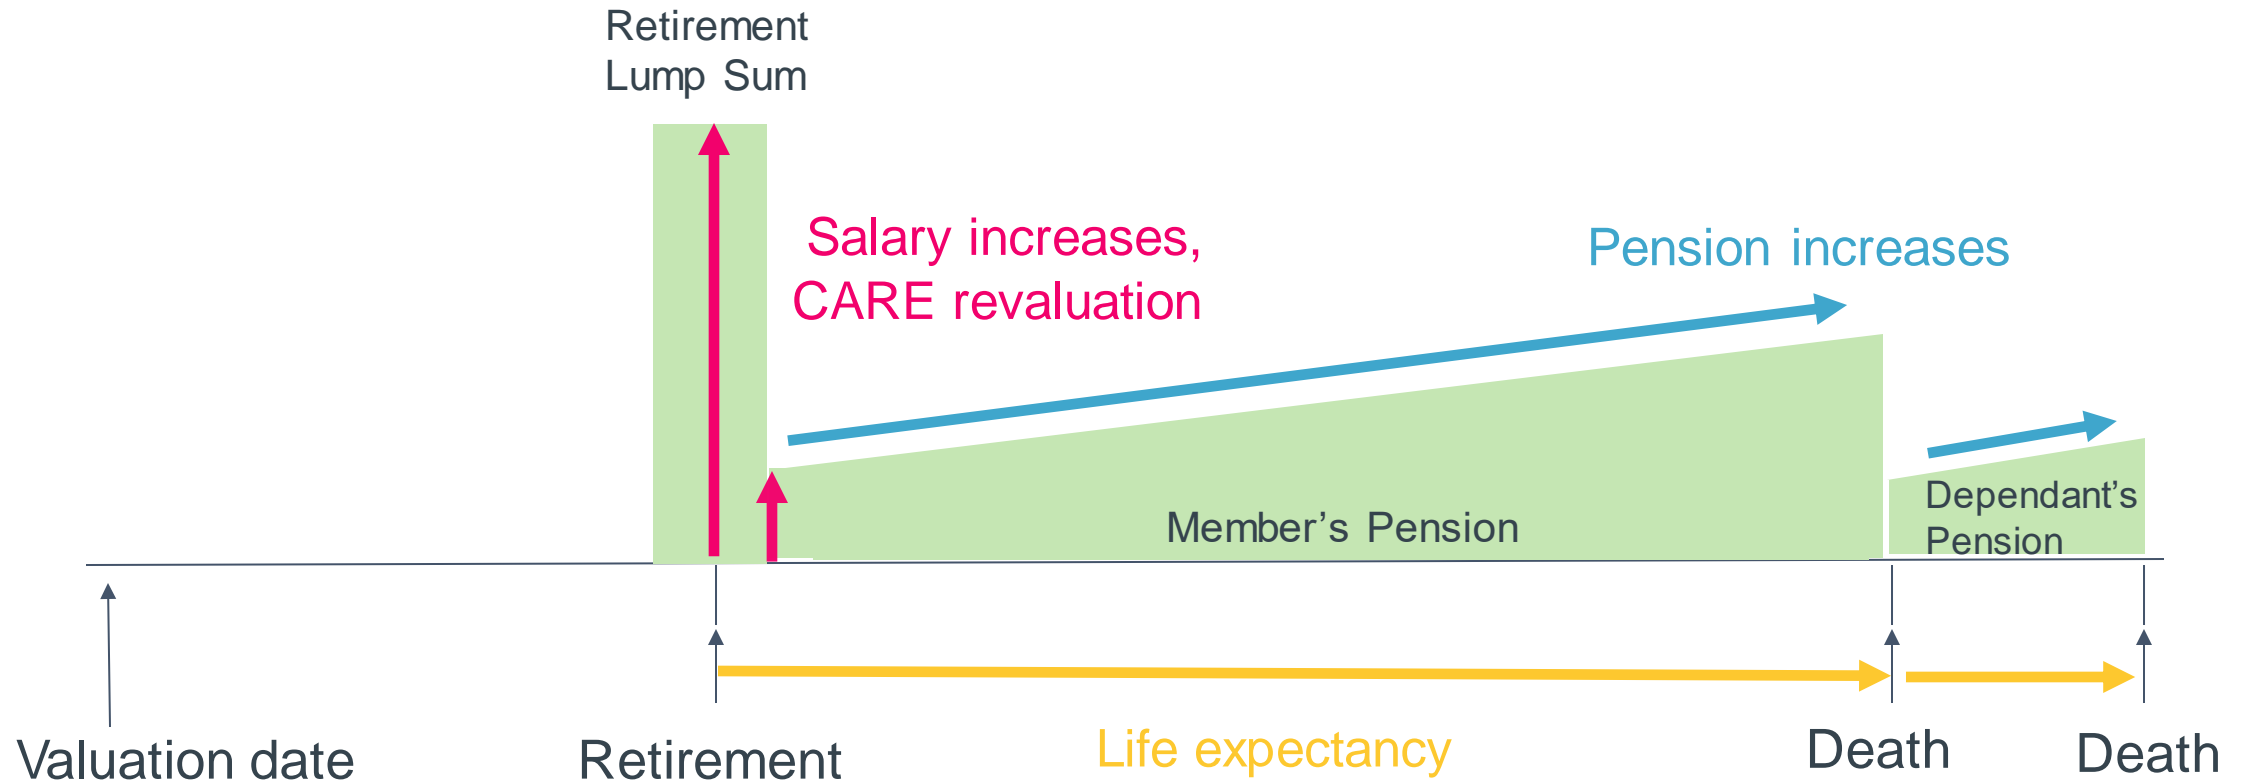 Retirement
Lump Sum
Salary increases,
CARE revaluation
Pension increases
Member’s Pension
Dependant’s
Pension
Valuation date
Retirement
Life expectancy
Death
Death